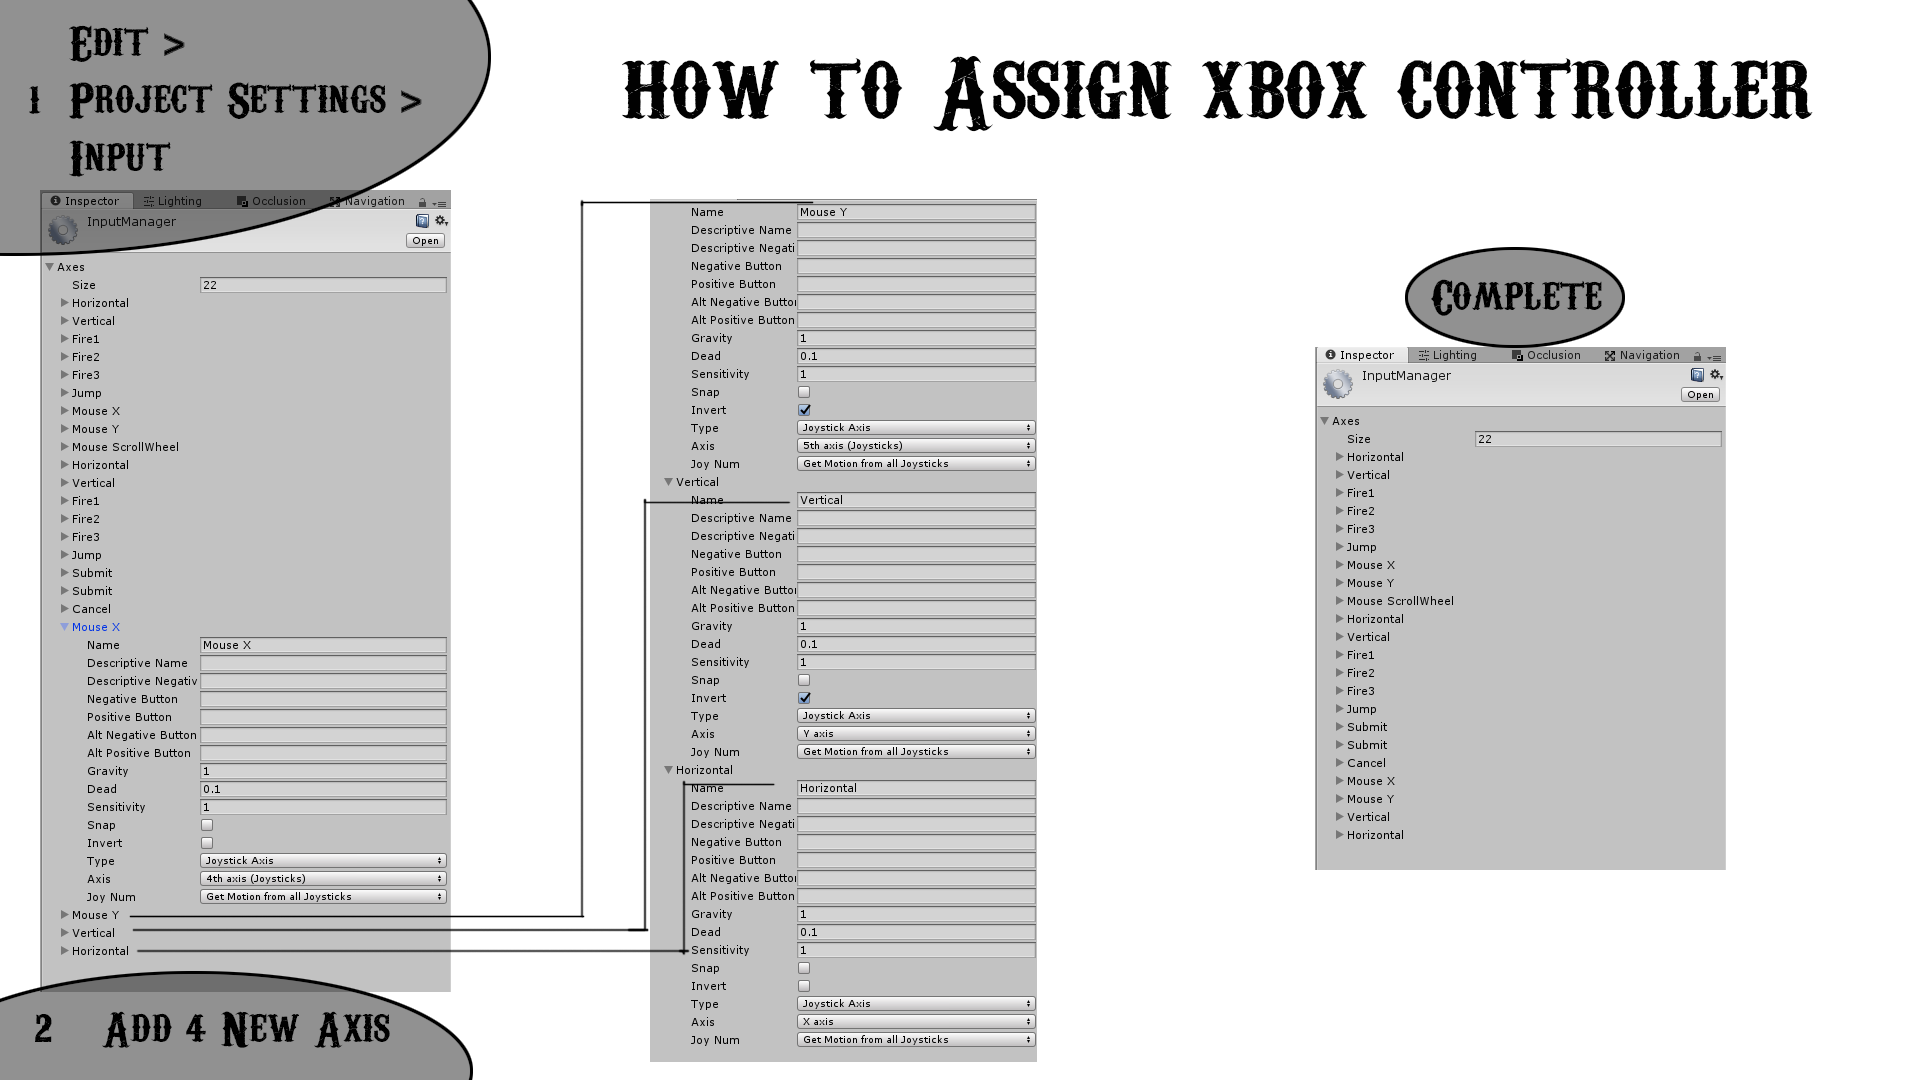 Edit >
1 Project Settings >
Input
How to Assign Xbox Controller
Inspector Lighting Occlusion Navigation
InputManager
Open
Axes
Size 22
Horizontal
Vertical
Fire1
Fire2
Fire3
Jump
Mouse X
Mouse Y
Mouse ScrollWheel
Horizontal
Vertical
Fire1
Fire2
Fire3
Jump
Submit
Submit
Cancel
Mouse X
Name Mouse X
Descriptive Name
Descriptive Negativ
Negative Button
Positive Button
Alt Negative Button
Alt Positive Button
Gravity 1
Dead 0.1
Sensitivity 1
Snap
Invert
Type Joystick Axis
Axis 4th axis (Joysticks)
Joy Num Get Motion from all Joysticks
Mouse Y
Vertical
Horizontal
2 Add 4 New Axis
Name Mouse Y
Descriptive Name
Descriptive Negati
Negative Button
Positive Button
Alt Negative Button
Alt Positive Button
Gravity 1
Dead 0.1
Sensitivity 1
Snap
Invert
Type Joystick Axis
Axis 5th axis (Joysticks)
Joy Num Get Motion from all Joysticks
Vertical
Name Vertical
Descriptive Name
Descriptive Negati
Negative Button
Positive Button
Alt Negative Button
Alt Positive Button
Gravity 1
Dead 0.1
Sensitivity 1
Snap
Invert
Type Joystick Axis
Axis Y axis
Joy Num Get Motion from all Joysticks
Horizontal
Name Horizontal
Descriptive Name
Descriptive Negati
Negative Button
Positive Button
Alt Negative Button
Alt Positive Button
Gravity 1
Dead 0.1
Sensitivity 1
Snap
Invert
Type Joystick Axis
Axis X axis
Joy Num Get Motion from all Joysticks
Complete
Inspector Lighting Occlusion Navigation
InputManager
Open
Axes
Size 22
Horizontal
Vertical
Fire1
Fire2
Fire3
Jump
Mouse X
Mouse Y
Mouse ScrollWheel
Horizontal
Vertical
Fire1
Fire2
Fire3
Jump
Submit
Submit
Cancel
Mouse X
Mouse Y
Vertical
Horizontal